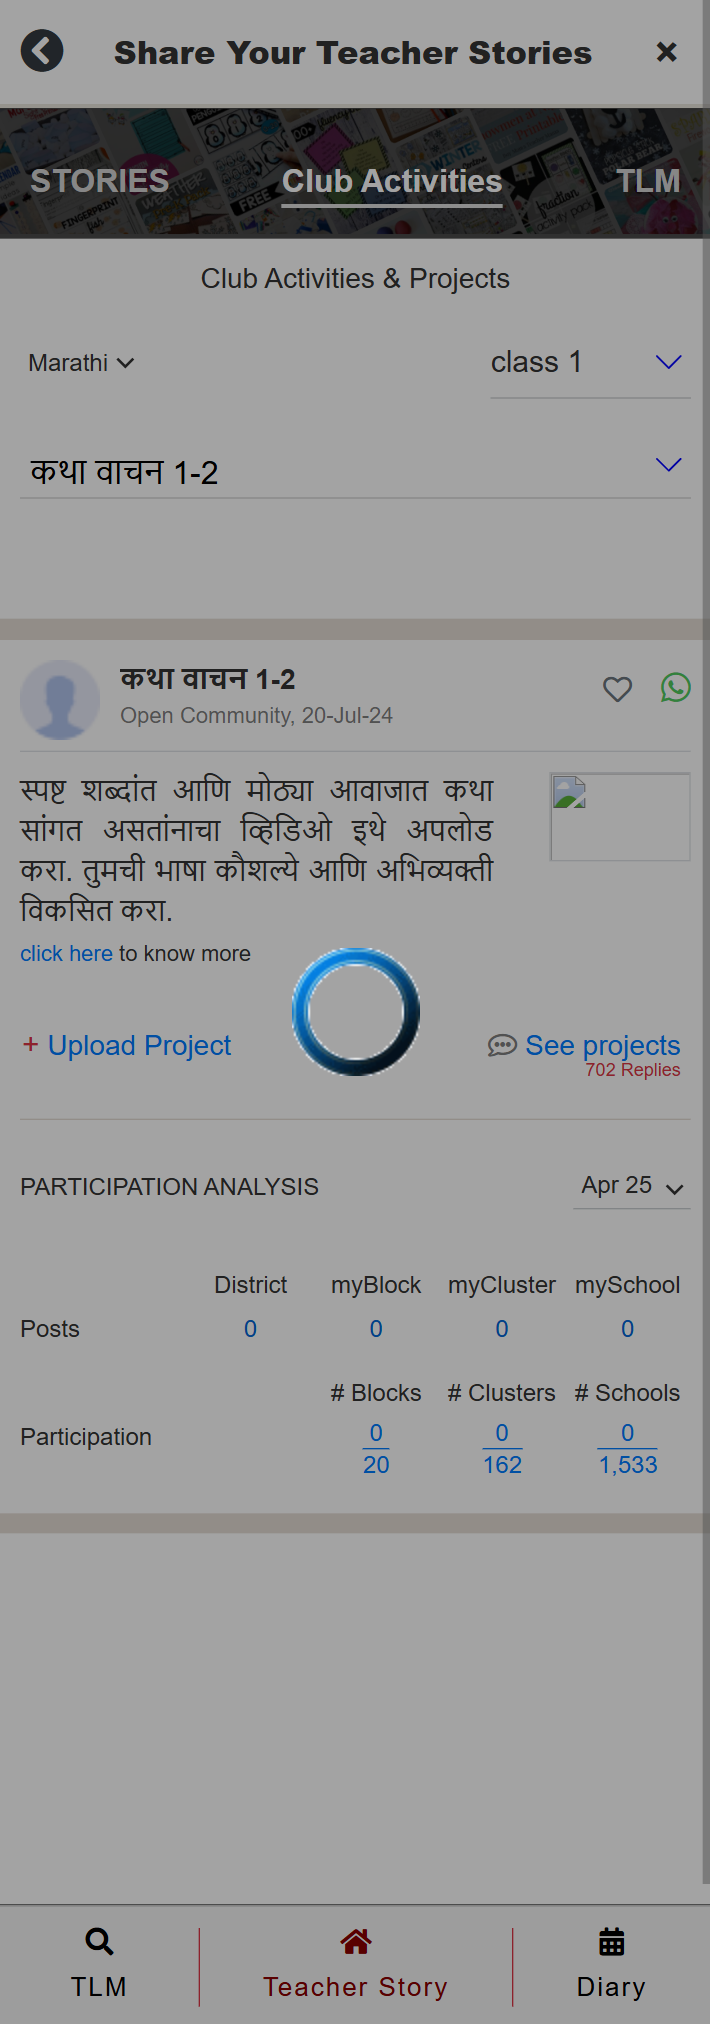 Share Your Teacher Stories
STORIES
Club Activities
TLM
Club Activities & Projects
Marathi
class 1
कथा वाचन 1-2
कथा वाचन 1-2
Open Community, 20-Jul-24
स्पष्ट शब्दांत आणि मोठ्या आवाजात कथा
सांगत असतांनाचा व्हिडिओ इथे अपलोड
करा. तुमची भाषा कौशल्ये आणि अभिव्यक्ती
विकसित करा.
click here to know more
+ Upload Project
See projects
702 Replies
PARTICIPATION ANALYSIS
Apr 25
District myBlock myCluster mySchool
Posts 0 0 0 0
# Blocks # Clusters # Schools
Participation
0 0 0
20 162 1,533
TLM
Teacher Story
Diary